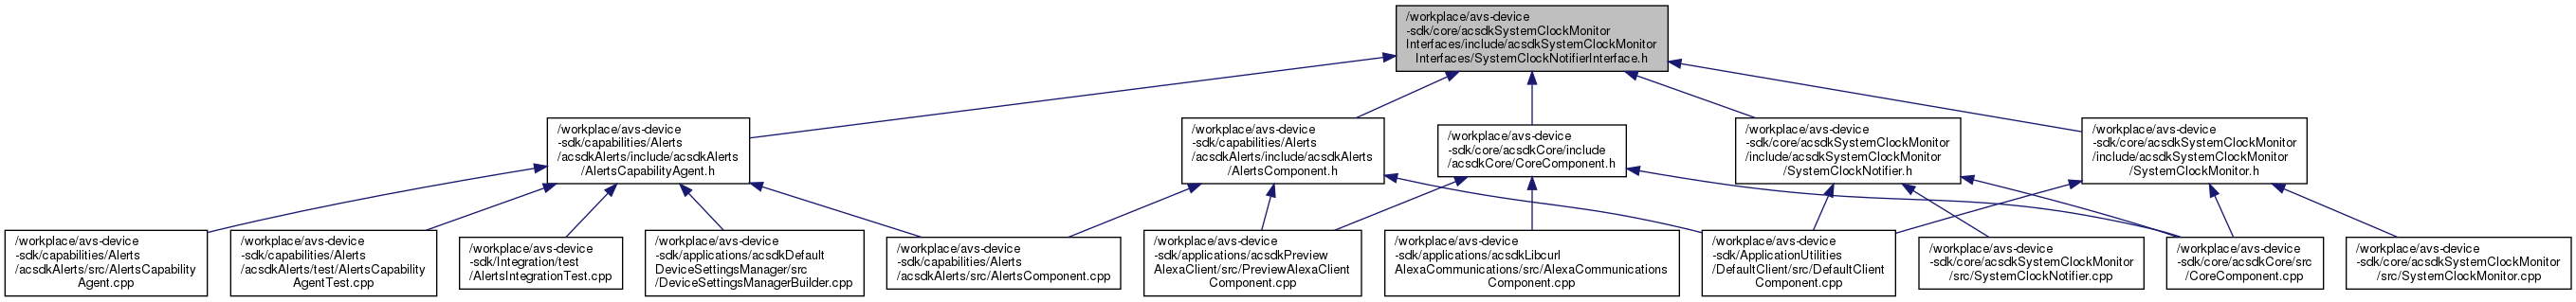 /workplace/avs-device
-sdk/core/acsdkSystemClockMonitor
Interfaces/include/acsdkSystemClockMonitor
Interfaces/SystemClockNotifierInterface.h
/workplace/avs-device
-sdk/capabilities/Alerts
/acsdkAlerts/include/acsdkAlerts
/AlertsCapabilityAgent.h
/workplace/avs-device
-sdk/capabilities/Alerts
/acsdkAlerts/include/acsdkAlerts
/AlertsComponent.h
/workplace/avs-device
-sdk/core/acsdkCore/include
/acsdkCore/CoreComponent.h
/workplace/avs-device
-sdk/core/acsdkSystemClockMonitor
/include/acsdkSystemClockMonitor
/SystemClockNotifier.h
/workplace/avs-device
-sdk/core/acsdkSystemClockMonitor
/include/acsdkSystemClockMonitor
/SystemClockMonitor.h
/workplace/avs-device
-sdk/capabilities/Alerts
/acsdkAlerts/src/AlertsCapability
Agent.cpp
/workplace/avs-device
-sdk/capabilities/Alerts
/acsdkAlerts/test/AlertsCapability
AgentTest.cpp
/workplace/avs-device
-sdk/Integration/test
/AlertsIntegrationTest.cpp
/workplace/avs-device
-sdk/applications/acsdkDefault
DeviceSettingsManager/src
/DeviceSettingsManagerBuilder.cpp
/workplace/avs-device
-sdk/capabilities/Alerts
/acsdkAlerts/src/AlertsComponent.cpp
/workplace/avs-device
-sdk/applications/acsdkPreview
AlexaClient/src/PreviewAlexaClient
Component.cpp
/workplace/avs-device
-sdk/applications/acsdkLibcurl
AlexaCommunications/src/AlexaCommunications
Component.cpp
/workplace/avs-device
-sdk/ApplicationUtilities
/DefaultClient/src/DefaultClient
Component.cpp
/workplace/avs-device
-sdk/core/acsdkSystemClockMonitor
/src/SystemClockNotifier.cpp
/workplace/avs-device
-sdk/core/acsdkCore/src
/CoreComponent.cpp
/workplace/avs-device
-sdk/core/acsdkSystemClockMonitor
/src/SystemClockMonitor.cpp